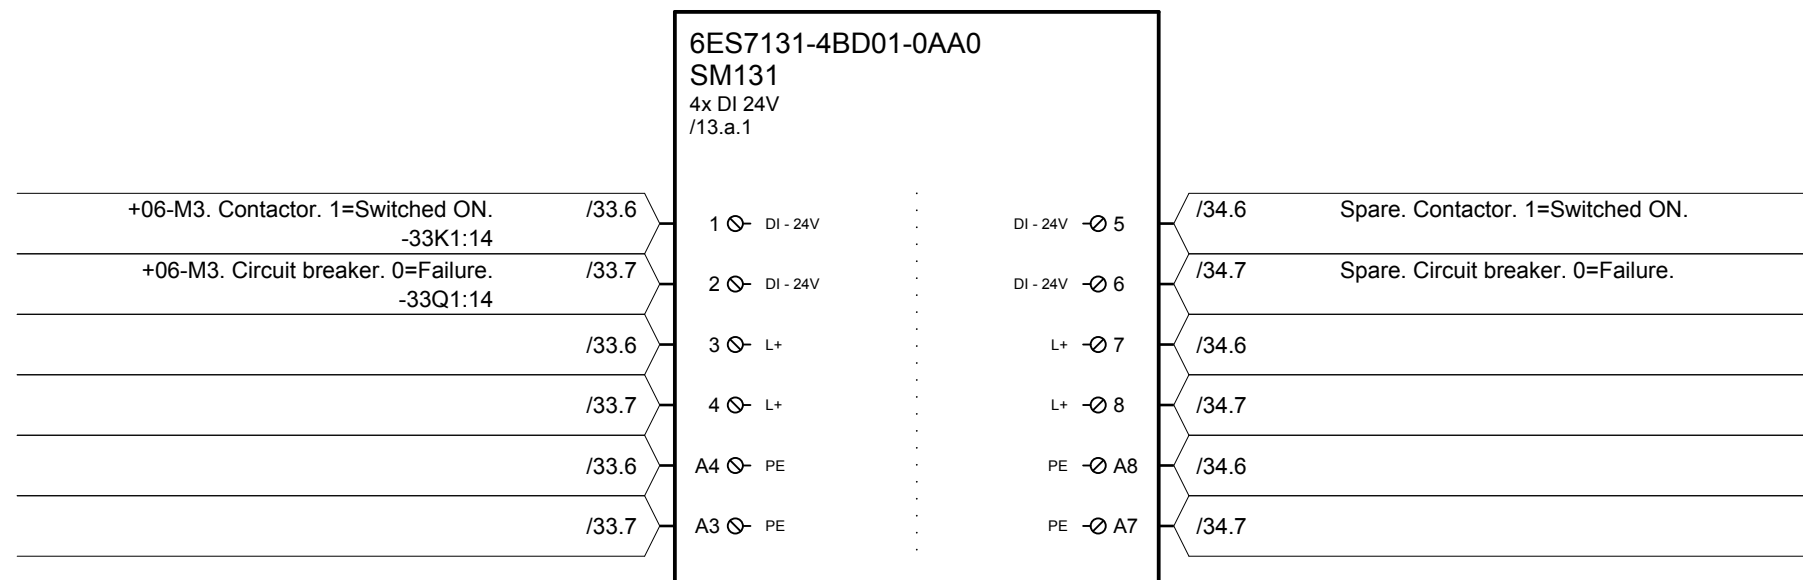 6ES7131-4BD01-0AA0
SM131
4x DI 24V
/13.a.1
+06-M3. Contactor. 1=Switched ON. /33.6 1 DI - 24V DI - 24V 5 /34.6 Spare. Contactor. 1=Switched ON.
-33K1:14
+06-M3. Circuit breaker. 0=Failure. /33.7 2 DI - 24V DI - 24V 6 /34.7 Spare. Circuit breaker. 0=Failure.
-33Q1:14
/33.6 3 L+ L+ 7 /34.6
/33.7 4 L+ L+ 8 /34.7
/33.6 A4 PE PE A8 /34.6
/33.7 A3 PE PE A7 /34.7